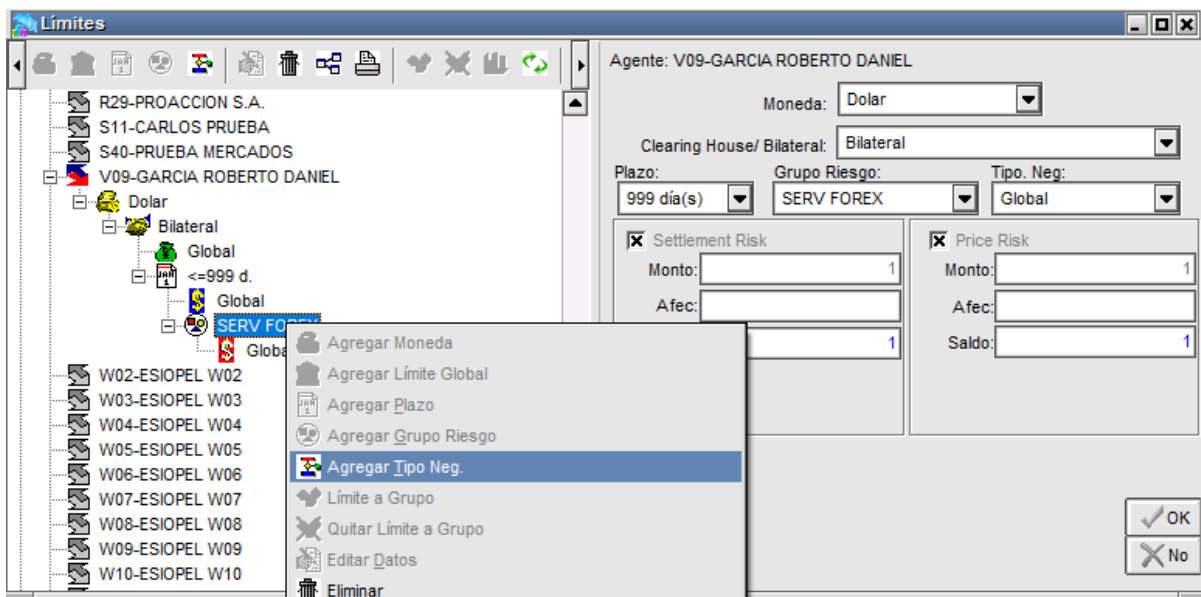 Límites
R29-PROACCION S.A.
S11-CARLOS PRUEBA
S40-PRUEBA MERCADOS
V09-GARCIA ROBERTO DANIEL
Dolar
Bilateral
Global
<=999 d.
Global
SERV FOREX
Globa
W02-ESIOPEL W02
W03-ESIOPEL W03
W04-ESIOPEL W04
W05-ESIOPEL W05
W06-ESIOPEL W06
W07-ESIOPEL W07
W08-ESIOPEL W08
W09-ESIOPEL W09
W10-ESIOPEL W10
Agregar Moneda
Agregar Límite Global
Agregar Plazo
Agregar Grupo Riesgo
Agregar Tipo Neg.
Límite a Grupo
Quitar Límite a Grupo
Editar Datos
Eliminar
Agente: V09-GARCIA ROBERTO DANIEL
Moneda: Dolar
Clearing House/ Bilateral: Bilateral
Plazo: Grupo Riesgo: Tipo. Neg:
999 día(s) SERV FOREX Global
Settlement Risk
Monto: 1
Afec:
1
Price Risk
Monto: 1
Afec:
Saldo: 1
OK
No